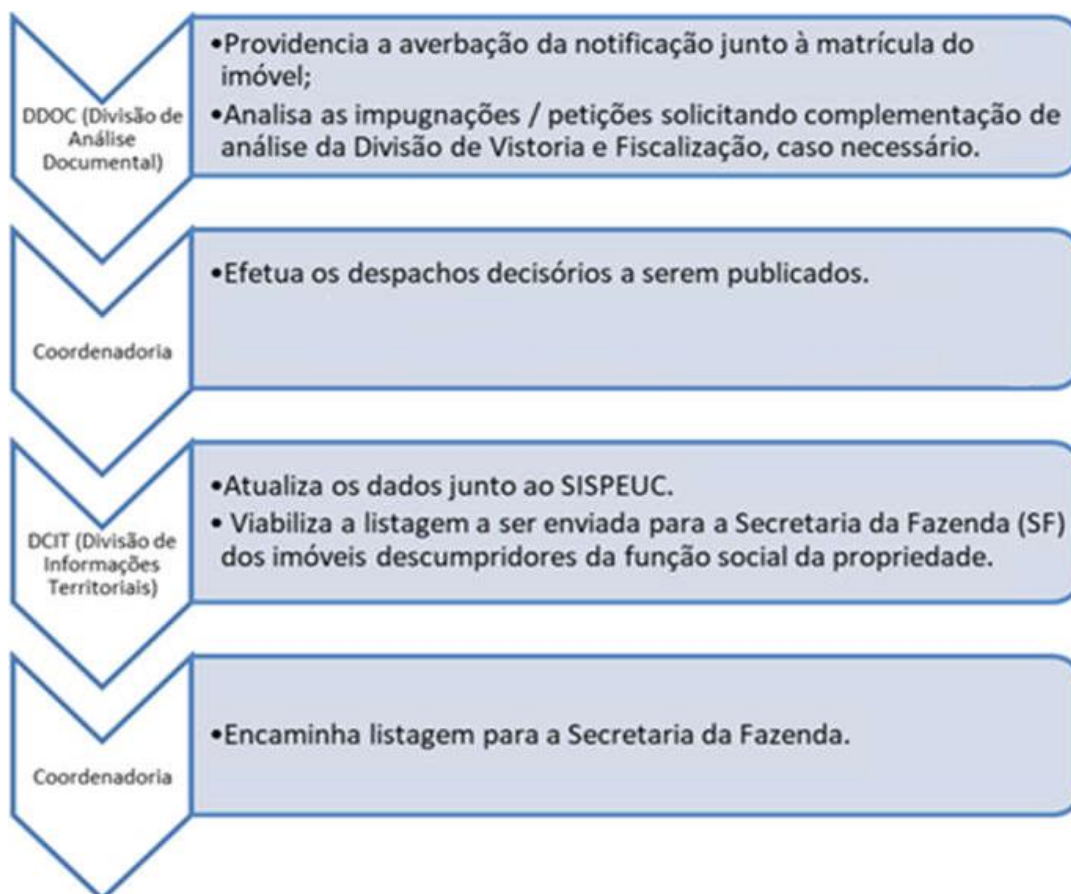 DDOC (Divisão de
Análise
Documental)
•Providencia a averbação da notificação junto à matrícula do
imóvel;
•Analisa as impugnações / petições solicitando complementação de
análise da Divisão de Vistoria e Fiscalização, caso necessário.
Coordenadoria
•Efetua os despachos decisórios a serem publicados.
DCIT (Divisão de
Informações
Territoriais)
•Atualiza os dados junto ao SISPEUC.
• Viabiliza a listagem a ser enviada para a Secretaria da Fazenda (SF)
dos imóveis descumpridores da função social da propriedade.
Coordenadoria
•Encaminha listagem para a Secretaria da Fazenda.